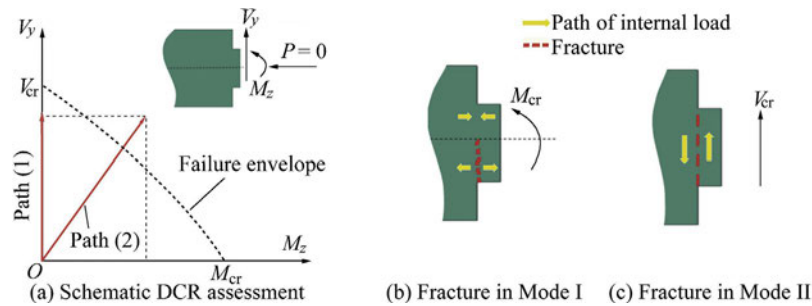 V_y
V_cr
Path (1)
Path (2)
O
M_cr
M_z
Failure envelope
V_y
P = 0
M_z
(a) Schematic DCR assessment
Path of internal load
Fracture
M_cr
(b) Fracture in Mode I
V_cr
(c) Fracture in Mode II